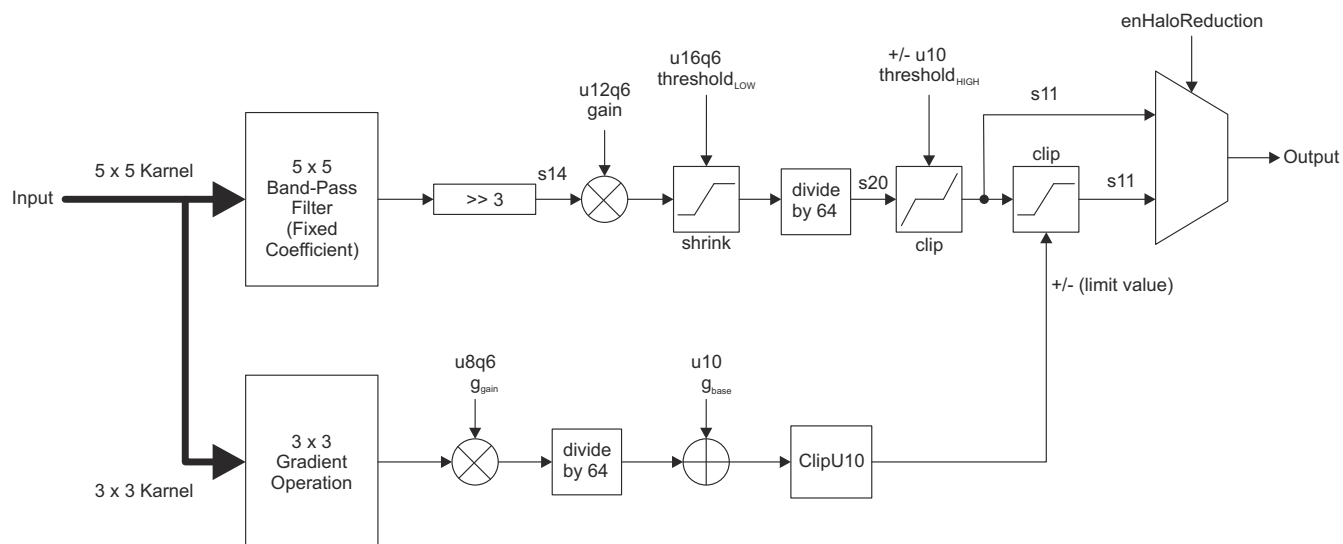 enHaloReduction
u16q6
threshold LOW
+/- u10
threshold HIGH
u12q6
gain
s11
5 x 5 Karnel
5 x 5
Band-Pass
Filter
(Fixed
Coefficient)
Input
>> 3
s14
shrink
divide
by 64
s20
clip
clip
s11
Output
+/- (limit value)
u8q6
g gain
u10
g base
3 x 3
Gradient
Operation
divide
by 64
ClipU10
3 x 3 Karnel